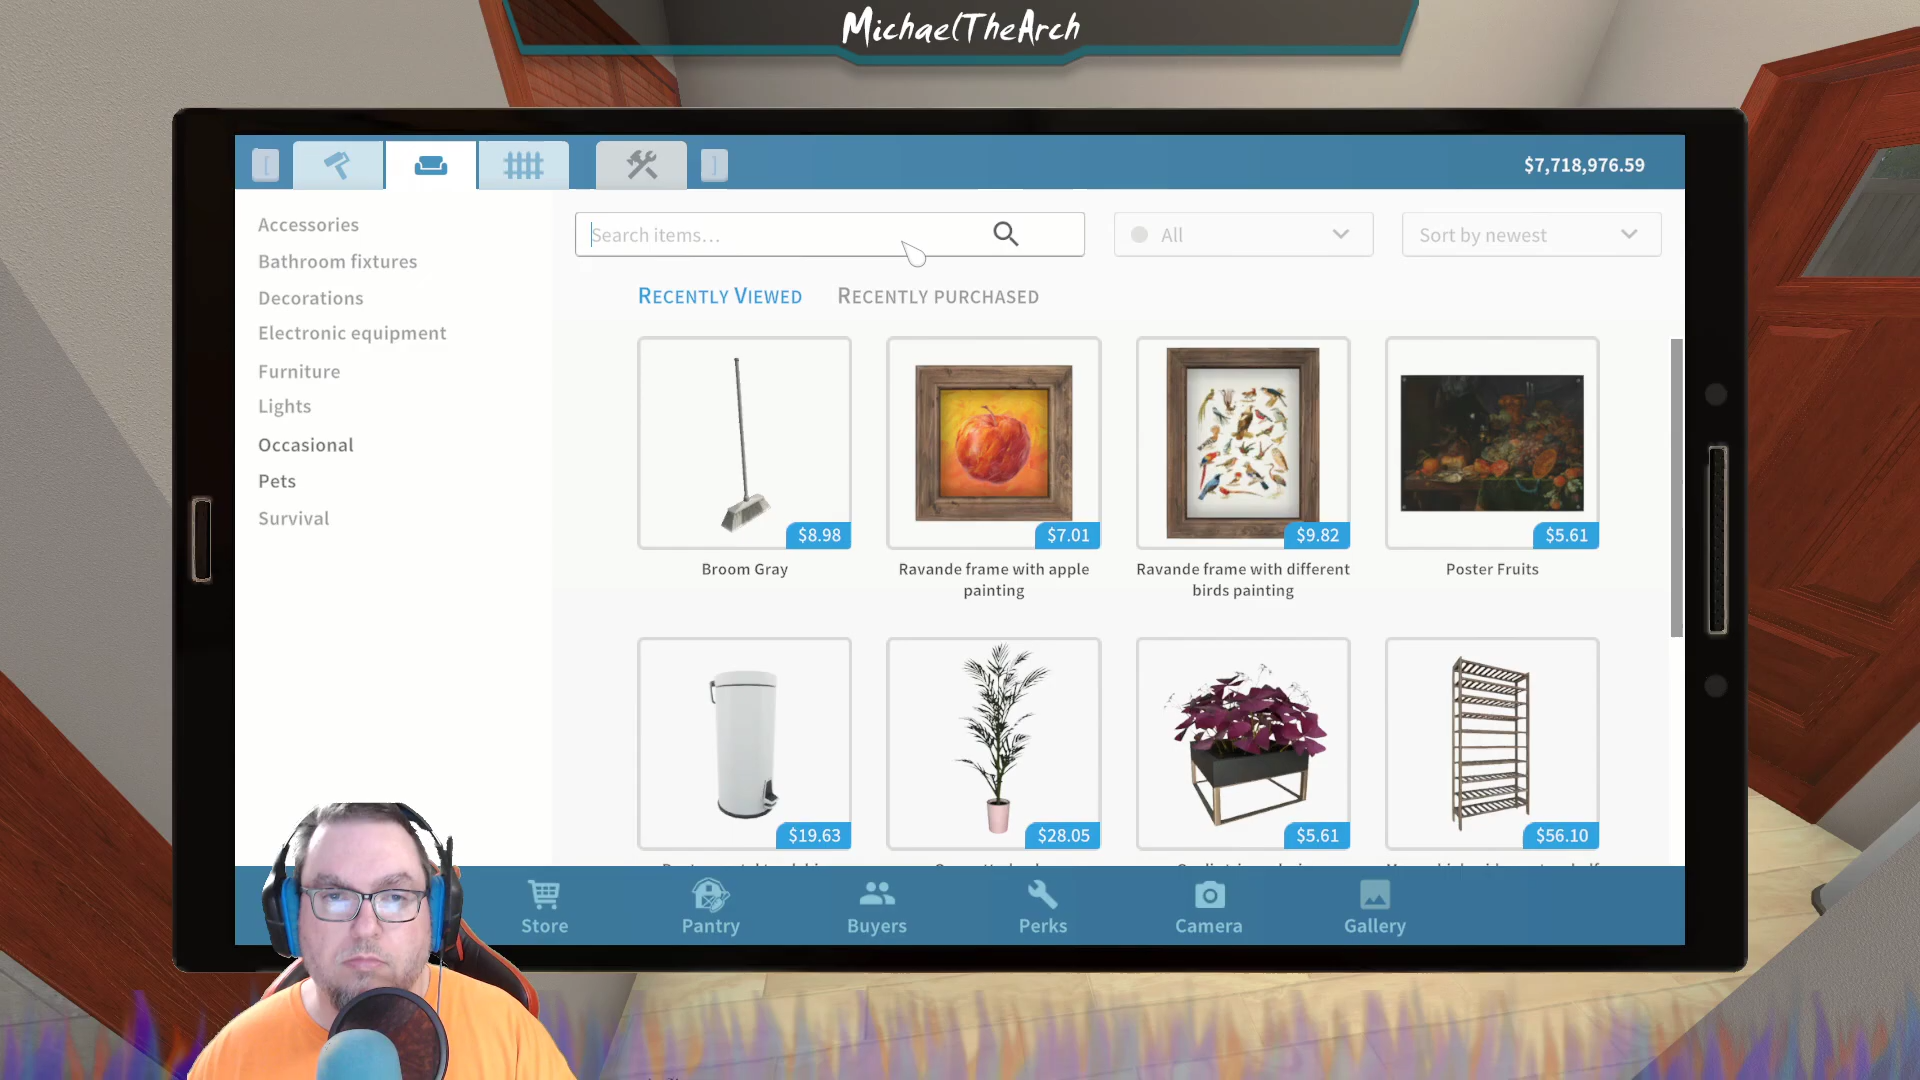 MichaelTheArch
[
]
$7,718,976.59
Accessories
Bathroom fixtures
Decorations
Electronic equipment
Furniture
Lights
Occasional
Pets
Survival
Search items...
All
Sort by newest
RECENTLY VIEWED
RECENTLY PURCHASED
$8.98
$7.01
$9.82
$5.61
Broom Gray
Ravande frame with apple
painting
Ravande frame with different
birds painting
Poster Fruits
$19.63
$28.05
$5.61
$56.10
Store
Pantry
Buyers
Perks
Camera
Gallery